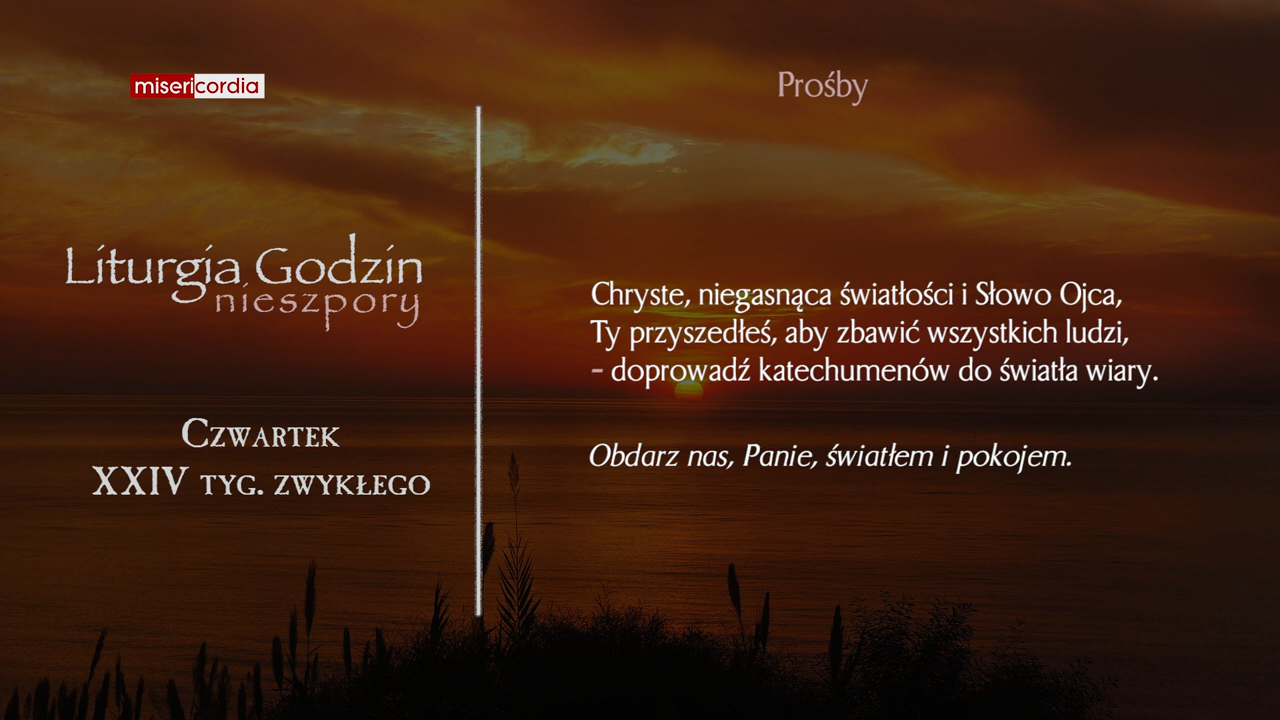 misericordia
Liturgia Godzin
nieszpory
Czwartek
XXIV tyg. zwykłego
Prośby
Chryste, niegasnąca światłości i Słowo Ojca,
Ty przyszedłeś, aby zbawić wszystkich ludzi,
- doprowadź katechumenów do światła wiary.
Obdarz nas, Panie, światłem i pokojem.